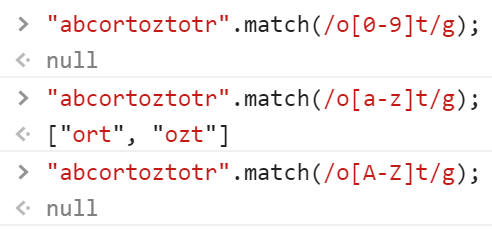 > "abcortoztotr".match(/o[0-9]t/g);
<· null
> "abcortoztotr".match(/o[a-z]t/g);
<· ["ort", "ozt"]
> "abcortoztotr".match(/o[A-Z]t/g);
<· null